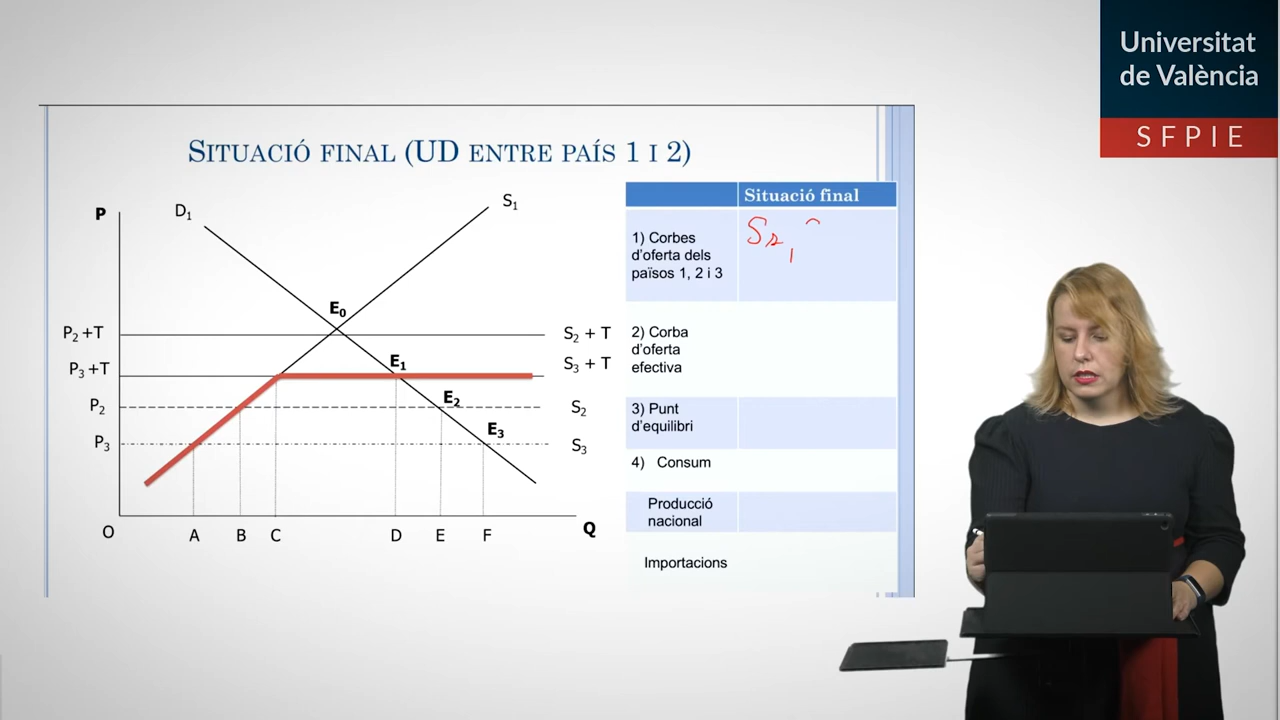 Universitat
de València
SFPIE
SITUACIÓ FINAL (UD ENTRE PAÍS 1 I 2)
P
D₁
S₁
E₀
P₂+T
S₂ + T
P₃+T
E₁
S₃ + T
P₂
E₂
S₂
P₃
E₃
S₃
O
A
B
C
D
E
F
Q
Situació final
1) Corbes
d'oferta dels
països 1, 2 i 3
2) Corba
d'oferta
efectiva
3) Punt
d'equilibri
4) Consum
Producció
nacional
Importacions